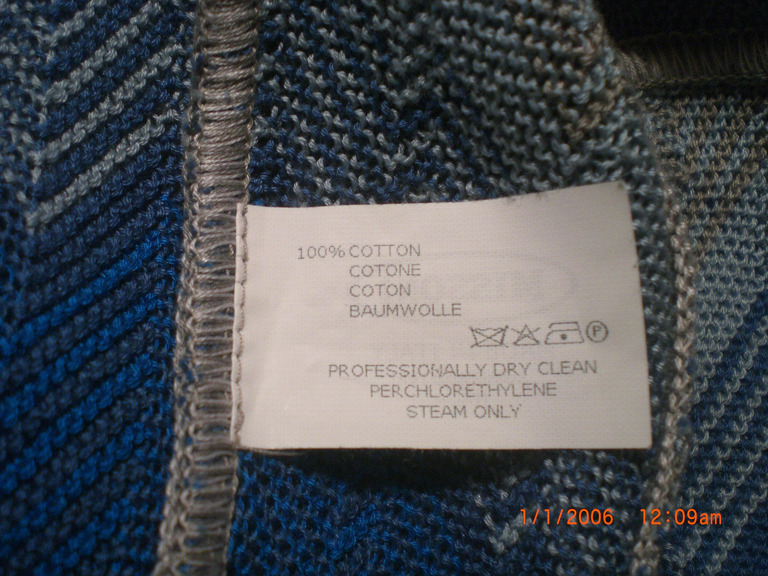 100% COTTON
COTONE
COTON
BAUMWOLLE
P
PROFESSIONALLY DRY CLEAN
PERCHLORETHYLENE
STEAM ONLY
1/1/2006 12:09am